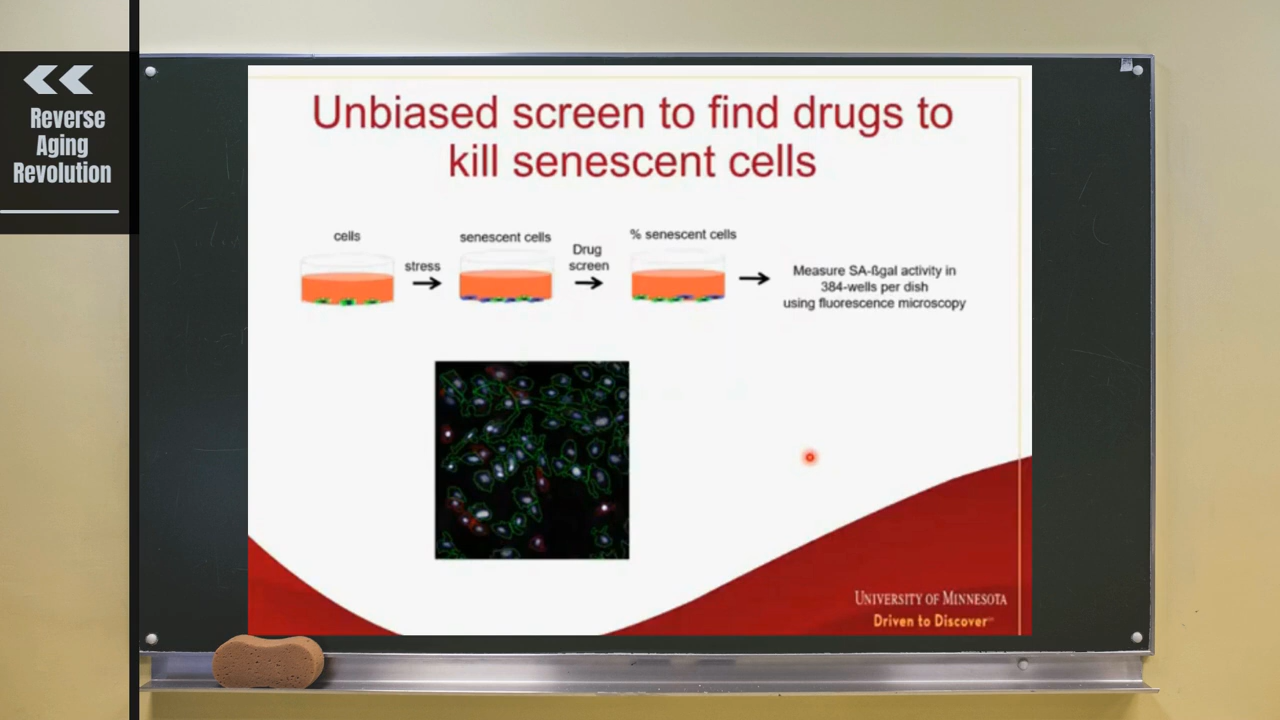 Reverse
Aging
Revolution
Unbiased screen to find drugs to
kill senescent cells
cells
stress
senescent cells
Drug
screen
% senescent cells
Measure SA-ßgal activity in
384-wells per dish
using fluorescence microscopy
UNIVERSITY OF MINNESOTA
Driven to Discover